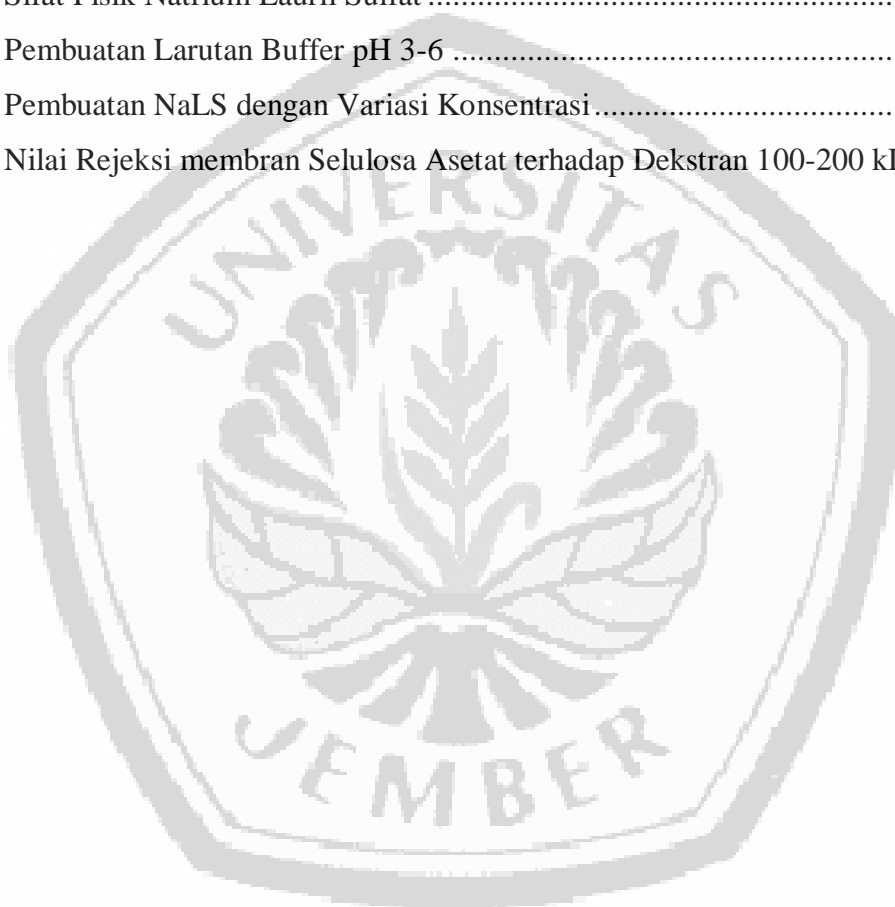 Sifat Fisik Natrium Lauril Sulfat ..........................................................
Pembuatan Larutan Buffer pH 3-6 .......................................................
Pembuatan NaLS dengan Variasi Konsentrasi .....................................
Nilai Rejeksi membran Selulosa Asetat terhadap Dekstran 100-200
UNIVERSITAS
JEMBER